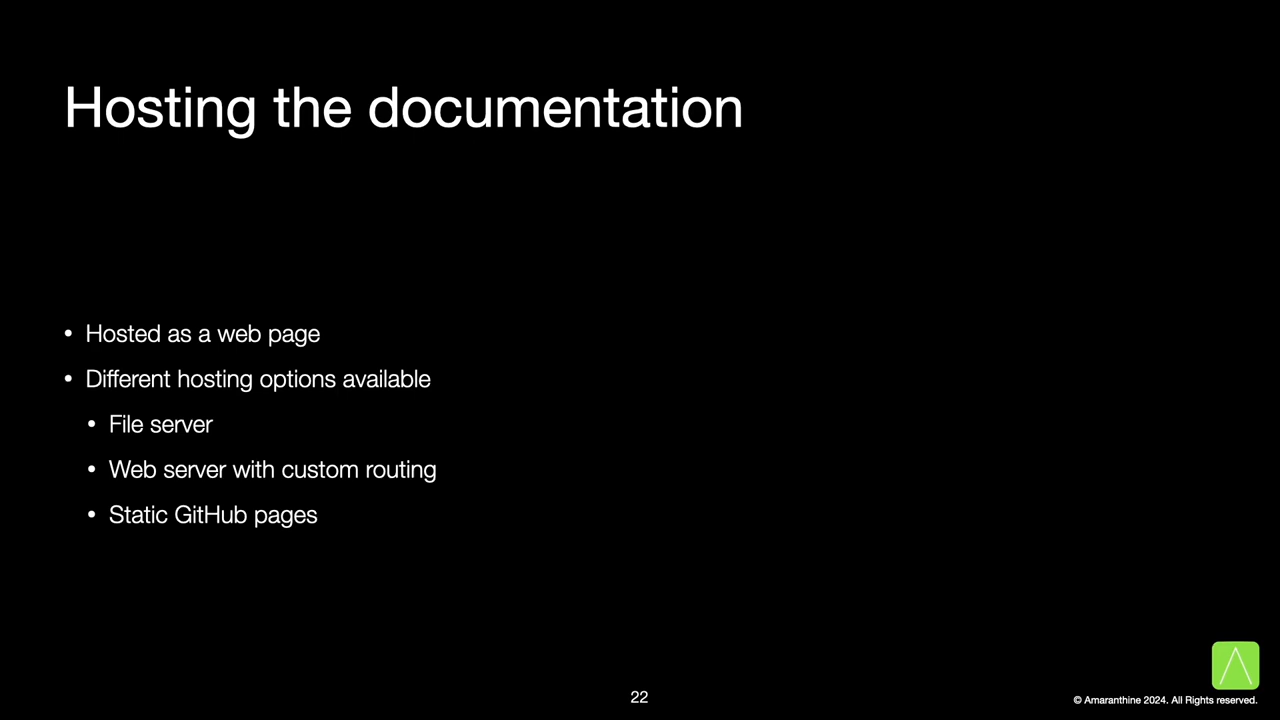 Hosting the documentation
• Hosted as a web page
• Different hosting options available
• File server
• Web server with custom routing
• Static GitHub pages
22
© Amaranthine 2024. All Rights reserved.